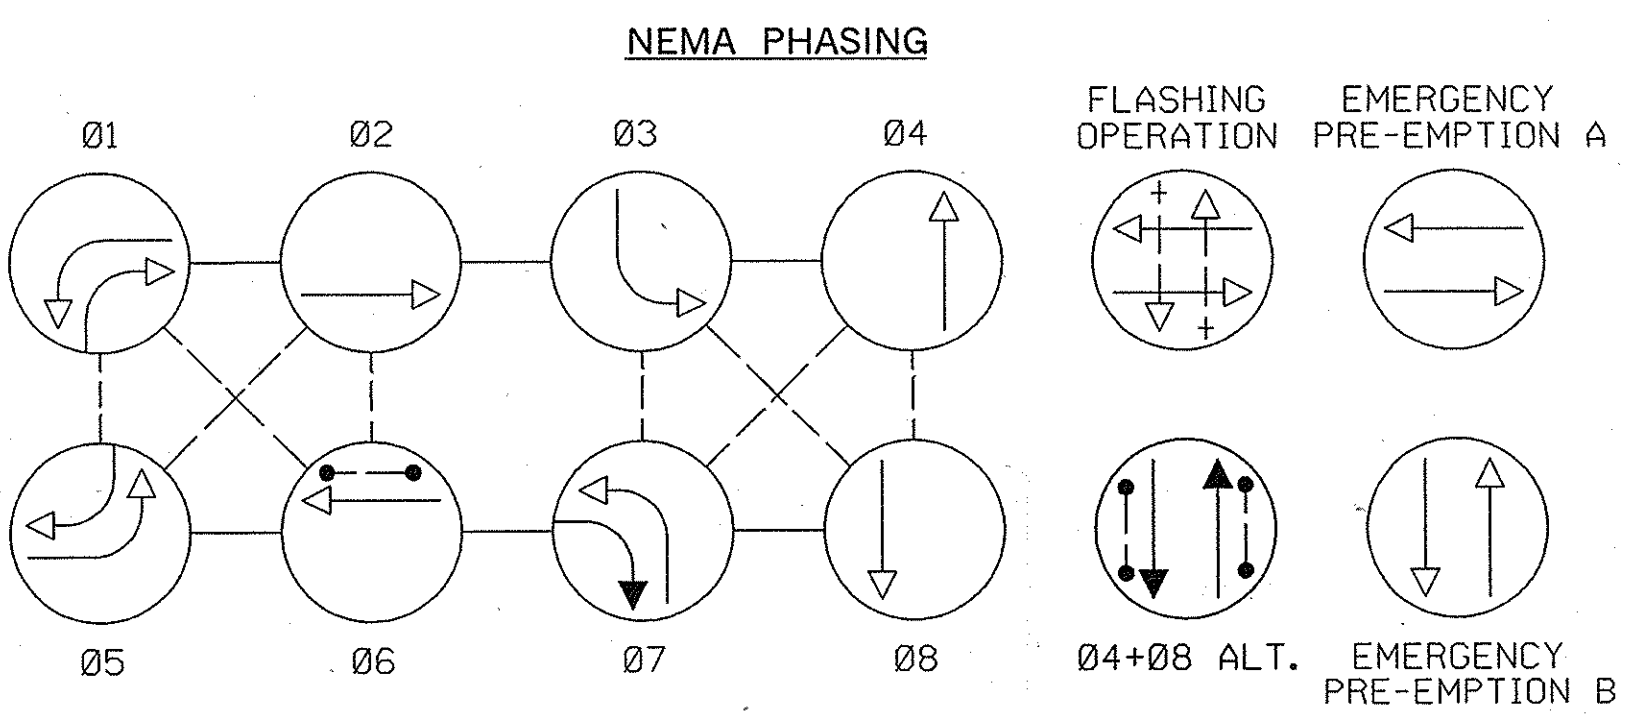 NEMA PHASING
FLASHING OPERATION
EMERGENCY PRE-EMPTION A
Ø1
Ø2
Ø3
Ø4
Ø5
Ø6
Ø7
Ø8
Ø4+Ø8 ALT.
EMERGENCY PRE-EMPTION B